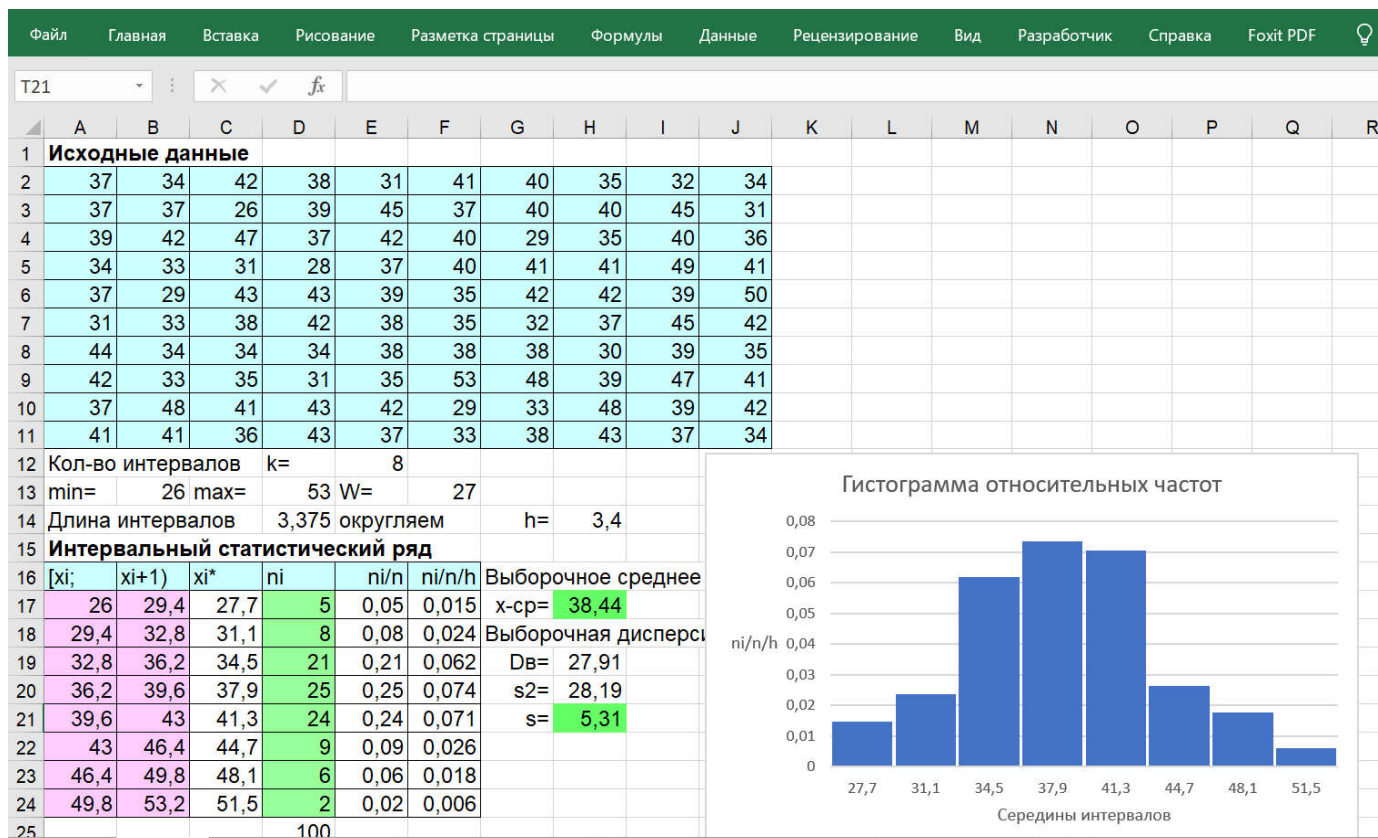 Файл Главная Вставка Рисование Разметка страницы Формулы Данные Рецензирование Вид Разработчик Справка Foxit PDF
T21 fx
A B C D E F G H I J K L M N O P Q R
1 Исходные данные
2 37 34 42 38 31 41 40 35 32 34
3 37 37 26 39 45 37 40 40 45 31
4 39 42 47 37 42 40 29 35 40 36
5 34 33 31 28 37 40 41 41 49 41
6 37 29 43 43 39 35 42 42 39 50
7 31 33 38 42 38 35 32 37 45 42
8 44 34 34 34 38 38 38 30 39 35
9 42 33 35 31 35 53 48 39 47 41
10 37 48 41 43 42 29 33 48 39 42
11 41 41 36 43 37 33 38 43 37 34
12 Кол-во интервалов k= 8
13 min= 26 max= 53 W= 27
14 Длина интервалов 3,375 округляем h= 3,4
15 Интервальный статистический ряд
16 [xi; xi+1) xi* ni ni/n ni/n/h Выборочное среднее
17 26 29,4 27,7 5 0,05 0,015 x-ср= 38,44
18 29,4 32,8 31,1 8 0,08 0,024 Выборочная дисперси
19 32,8 36,2 34,5 21 0,21 0,062 Dв= 27,91
20 36,2 39,6 37,9 25 0,25 0,074 s2= 28,19
21 39,6 43 41,3 24 0,24 0,071 s= 5,31
22 43 46,4 44,7 9 0,09 0,026
23 46,4 49,8 48,1 6 0,06 0,018
24 49,8 53,2 51,5 2 0,02 0,006
25 100
Гистограмма относительных частот
0,08
0,07
0,06
0,05
ni/n/h 0,04
0,03
0,02
0,01
0
27,7 31,1 34,5 37,9 41,3 44,7 48,1 51,5
Середины интервалов